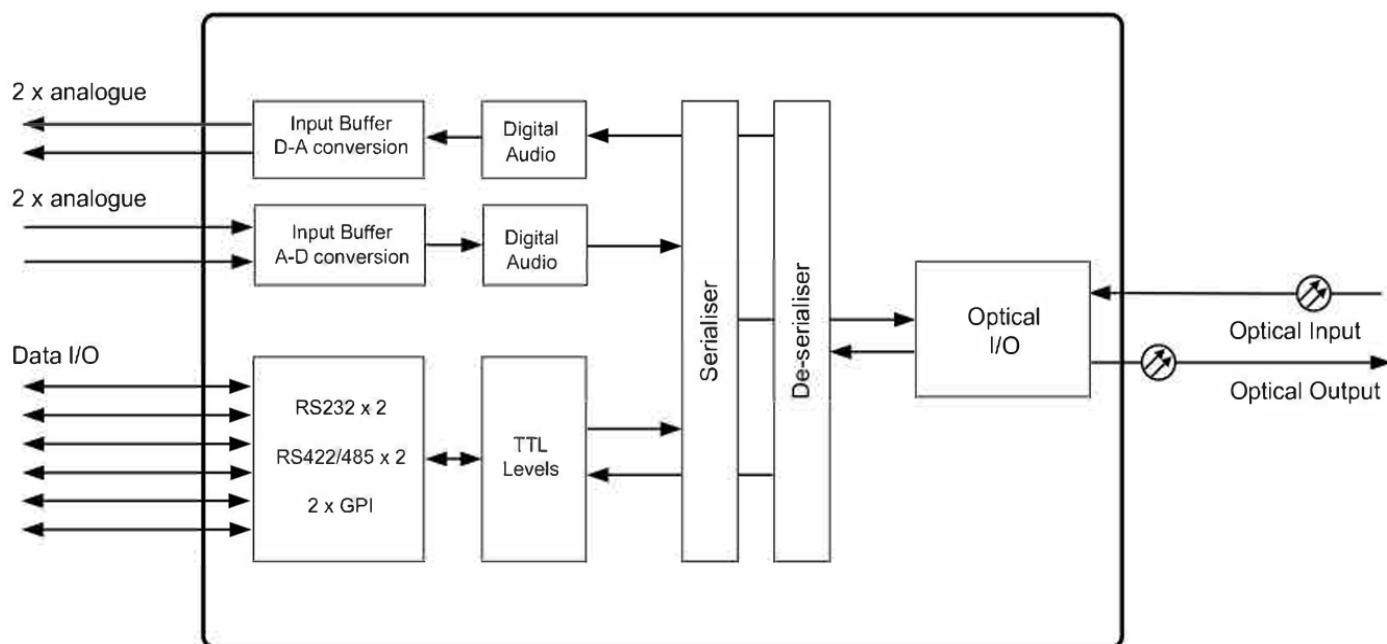 2 x analogue
Input Buffer
D-A conversion
Digital
Audio
2 x analogue
Input Buffer
A-D conversion
Digital
Audio
Serialiser
De-serialiser
Optical
I/O
Optical Input
Optical Output
Data I/O
RS232 x 2
RS422/485 x 2
2 x GPI
TTL
Levels